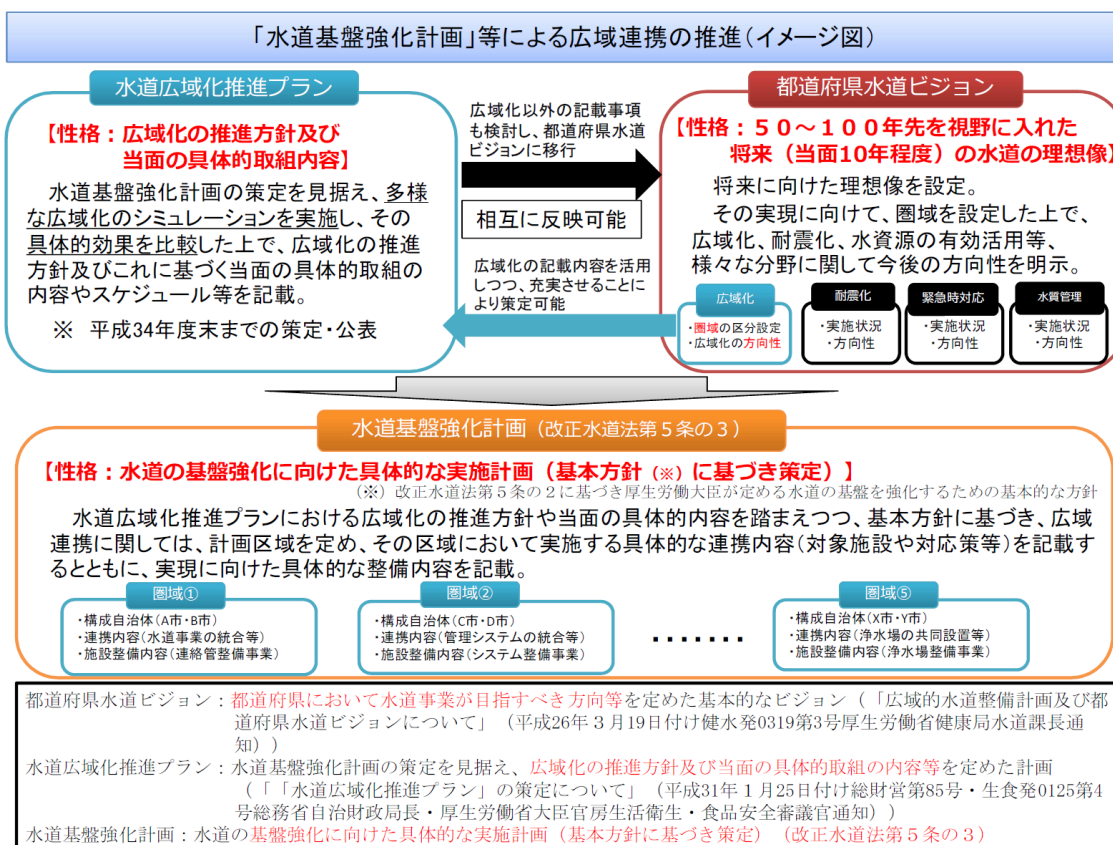 「水道基盤強化計画」等による広域連携の推進(イメージ図)
水道広域化推進プラン
【性格:広域化の推進方針及び
当面の具体的取組内容】
水道基盤強化計画の策定を見据え、多様
な広域化のシミュレーションを実施し、その
具体的効果を比較した上で、広域化の推進
方針及びこれに基づく当面の具体的取組の
内容やスケジュール等を記載。
※ 平成34年度末までの策定・公表
広域化以外の記載事項
も検討し、都道府県水道
ビジョンに移行
相互に反映可能
広域化の記載内容を活用
しつつ、充実させることに
より策定可能
都道府県水道ビジョン
【性格:50~100年先を視野に入れた
将来(当面10年程度)の水道の理想像】
将来に向けた理想像を設定。
その実現に向けて、圏域を設定した上で、
広域化、耐震化、水資源の有効活用等、
様々な分野に関して今後の方向性を明示。
広域化
・圏域の区分設定
・広域化の方向性
耐震化
・実施状況
・方向性
緊急時対応
・実施状況
・方向性
水質管理
・実施状況
・方向性
水道基盤強化計画(改正水道法第5条の3)
【性格:水道の基盤強化に向けた具体的な実施計画(基本方針(※)に基づき策定)】
(※)改正水道法第5条の2に基づき厚生労働大臣が定める水道の基盤を強化するための基本的な方針
水道広域化推進プランにおける広域化の推進方針や当面の具体的内容を踏まえつつ、基本方針に基づき、広域
連携に関しては、計画区域を定め、その区域において実施する具体的な連携内容(対象施設や対応策等)を記載す
るとともに、実現に向けた具体的な整備内容を記載。
圏域①
・構成自治体(A市・B市)
・連携内容(水道事業の統合等)
・施設整備内容(連絡管整備事業)
圏域②
・構成自治体(C市・D市)
・連携内容(管理システムの統合等)
・施設整備内容(システム整備事業)
・・・・・・・
圏域⑤
・構成自治体(X市・Y市)
・連携内容(浄水場の共同設置等)
・施設整備内容(浄水場整備事業)
都道府県水道ビジョン:都道府県において水道事業が目指すべき方向等を定めた基本的なビジョン(「広域的水道整備計画及び都
道府県水道ビジョンについて」(平成26年3月19日付け健水発0319第3号厚生労働省健康局水道課長通
知))
水道広域化推進プラン:水道基盤強化計画の策定を見据え、広域化の推進方針及び当面の具体的取組の内容等を定めた計画
(「「水道広域化推進プラン」の策定について」(平成31年1月25日付け総財営第85号・生食発0125第4
号総務省自治財政局長・厚生労働省大臣官房生活衛生・食品安全審議官通知))
水道基盤強化計画:水道の基盤強化に向けた具体的な実施計画(基本方針に基づき策定)(改正水道法第5条の3)